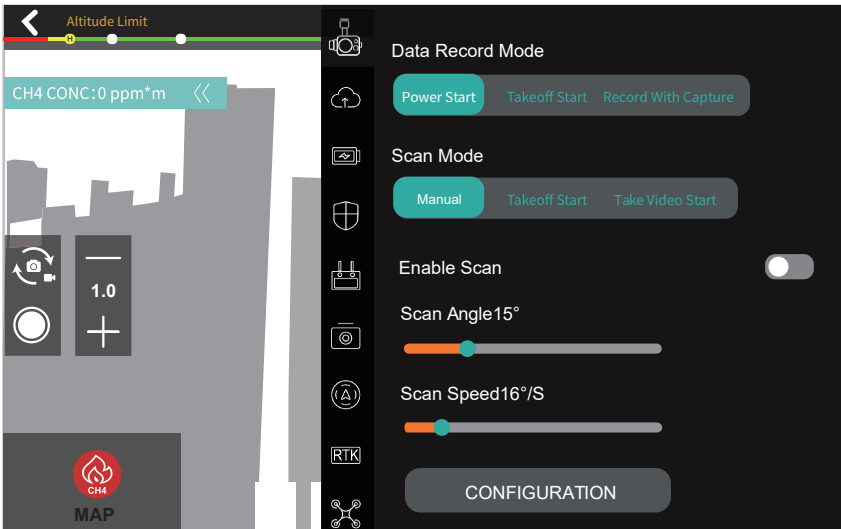 Altitude Limit
H
CH4 CONC:0 ppm*m
1.0
CH4
MAP
RTK
Data Record Mode
Power Start Takeoff Start Record With Capture
Scan Mode
Manual Takeoff Start Take Video Start
Enable Scan
Scan Angle15°
Scan Speed16°/S
CONFIGURATION